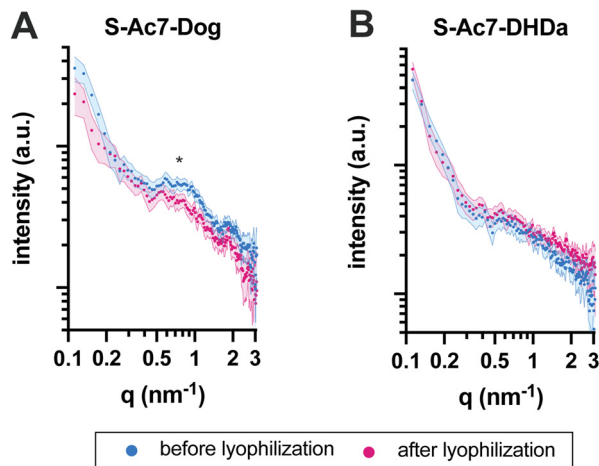 A
S-Ac7-Dog
intensity (a.u.)
*
0.1 0.2 0.5 1 2 3
q (nm⁻¹)
B
S-Ac7-DHDa
intensity (a.u.)
0.1 0.2 0.5 1 2 3
q (nm⁻¹)
before lyophilization after lyophilization